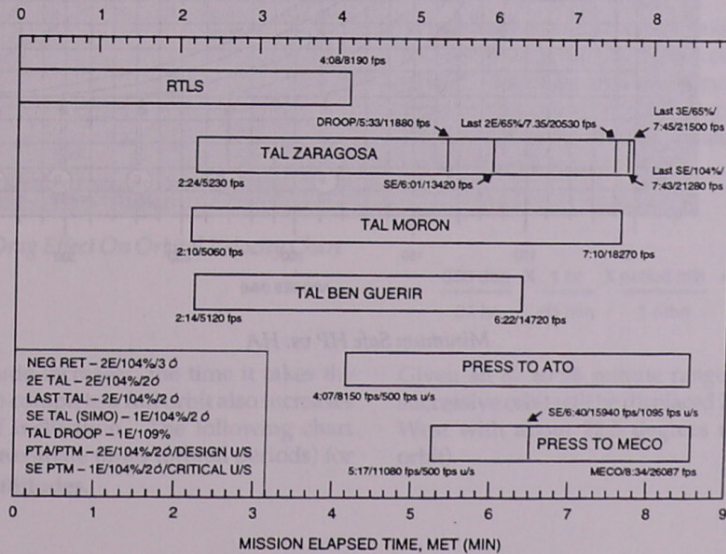 0 1 2 3 4 5 6 7 8
4:08/8190 fps
RTLS
DROOP/5:33/11880 fps
Last 2E/65%/7.35/20530 fps
Last 3E/65%/
7:45/21500 fps
TAL ZARAGOSA
2:24/5230 fps
SE/6:01/13420 fps
Last SE/104%/
7:43/21280 fps
TAL MORON
2:10/5060 fps
7:10/18270 fps
TAL BEN GUERIR
2:14/5120 fps
6:22/14720 fps
Minimum Safe HP vs. HA
NEG RET – 2E/104%/3 σ
2E TAL – 2E/104%/2σ
LAST TAL – 2E/104%/2 σ
SE TAL (SIMO) – 1E/104%/2 σ
TAL DROOP – 1E/109%
PTA/PTM – 2E/104%/2σ/DESIGN U/S
SE PTM – 1E/104%/2σ/CRITICAL U/S
PRESS TO ATO
4:07/8150 fps/500 fps u/s
SE/6:40/15940 fps/1095 fps u/s
PRESS TO MECO
5:17/11080 fps/500 fps u/s
MECO/8:34/26087 fps
0 1 2 3 4 5 6 7 8 9
MISSION ELAPSED TIME, MET (MIN)